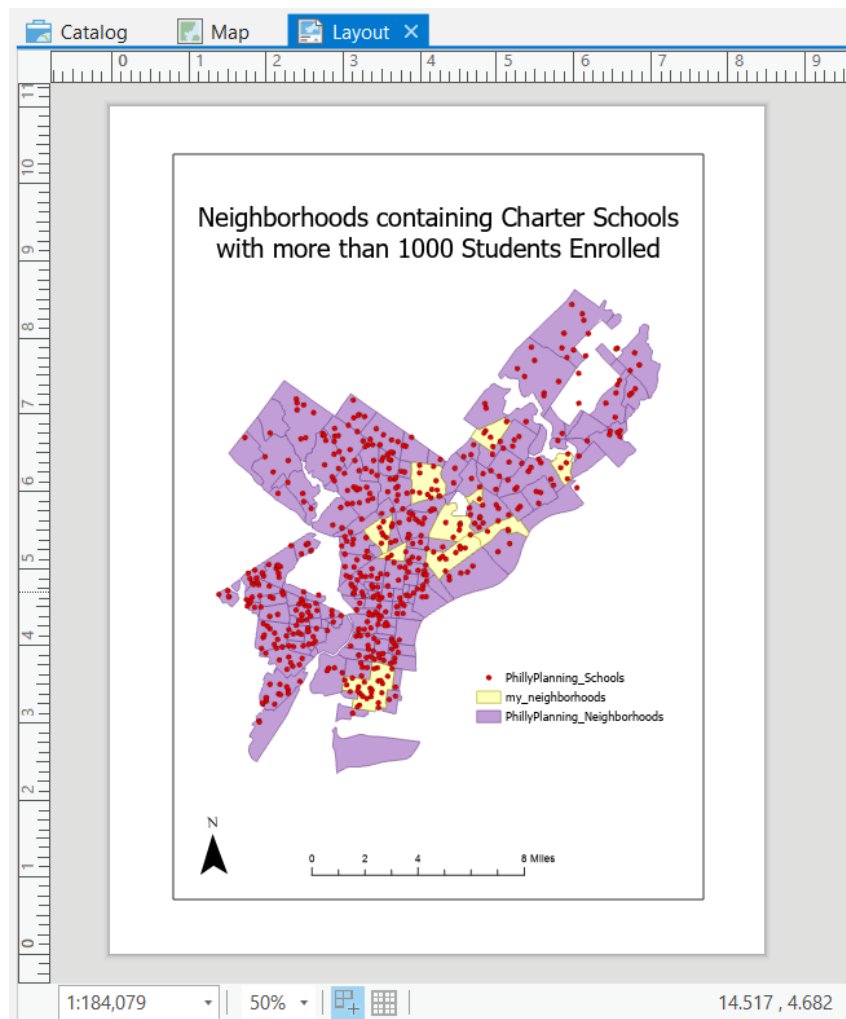 Catalog Map Layout ×
0 1 2 3 4 5 6 7 8 9
11
10
9
8
7
6
5
4
3
2
1
0
Neighborhoods containing Charter Schools
with more than 1000 Students Enrolled
PhillyPlanning_Schools
my_neighborhoods
PhillyPlanning_Neighborhoods
N
0 2 4 8 Miles
1:184,079 50% 14.517 , 4.682